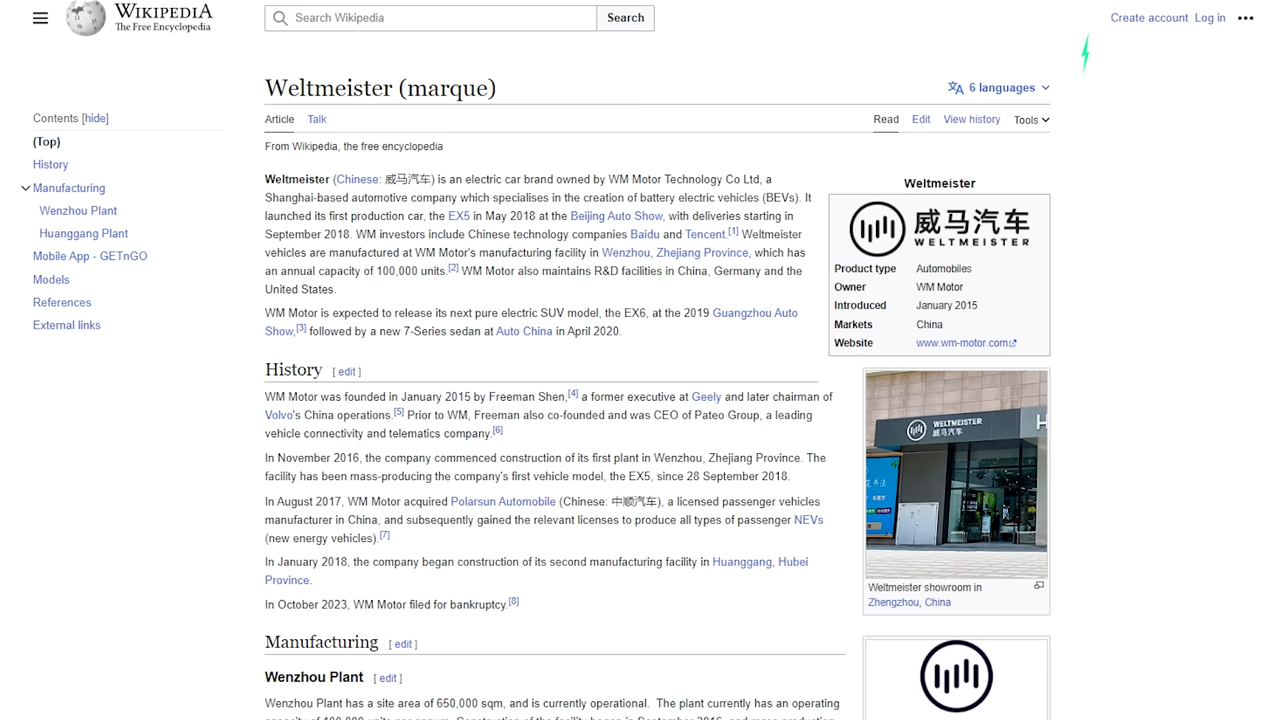 WIKIPEDIA
The Free Encyclopedia
Search Wikipedia
Search
Create account Log in
Contents [hide]
(Top)
History
Manufacturing
Wenzhou Plant
Huanggang Plant
Mobile App - GETnGO
Models
References
External links
Weltmeister (marque)
6 languages
Article Talk
Read Edit View history Tools
From Wikipedia, the free encyclopedia
Weltmeister (Chinese: 威马汽车) is an electric car brand owned by WM Motor Technology Co Ltd, a
Shanghai-based automotive company which specialises in the creation of battery electric vehicles (BEVs). It
launched its first production car, the EX5 in May 2018 at the Beijing Auto Show, with deliveries starting in
September 2018. WM investors include Chinese technology companies Baidu and Tencent.[1] Weltmeister
vehicles are manufactured at WM Motor's manufacturing facility in Wenzhou, Zhejiang Province, which has
an annual capacity of 100,000 units.[2] WM Motor also maintains R&D facilities in China, Germany and the
United States.
WM Motor is expected to release its next pure electric SUV model, the EX6, at the 2019 Guangzhou Auto
Show,[3] followed by a new 7-Series sedan at Auto China in April 2020.
Weltmeister
威马汽车
WELTMEISTER
Product type Automobiles
Owner WM Motor
Introduced January 2015
Markets China
Website www.wm-motor.com
History [ edit ]
WM Motor was founded in January 2015 by Freeman Shen,[4] a former executive at Geely and later chairman of
Volvo's China operations.[5] Prior to WM, Freeman also co-founded and was CEO of Pateo Group, a leading
vehicle connectivity and telematics company.[6]
In November 2016, the company commenced construction of its first plant in Wenzhou, Zhejiang Province. The
facility has been mass-producing the company's first vehicle model, the EX5, since 28 September 2018.
In August 2017, WM Motor acquired Polarsun Automobile (Chinese: 中顺汽车), a licensed passenger vehicles
manufacturer in China, and subsequently gained the relevant licenses to produce all types of passenger NEVs
(new energy vehicles).[7]
In January 2018, the company began construction of its second manufacturing facility in Huanggang, Hubei
Province.
In October 2023, WM Motor filed for bankruptcy.[8]
WELTMEISTER
威马汽车
H
Weltmeister showroom in
Zhengzhou, China
Manufacturing [ edit ]
Wenzhou Plant [ edit ]
Wenzhou Plant has a site area of 650,000 sqm, and is currently operational. The plant currently has an operating
capacity of 100,000 units per annum. Construction of the facility began in September 2016, and mass production